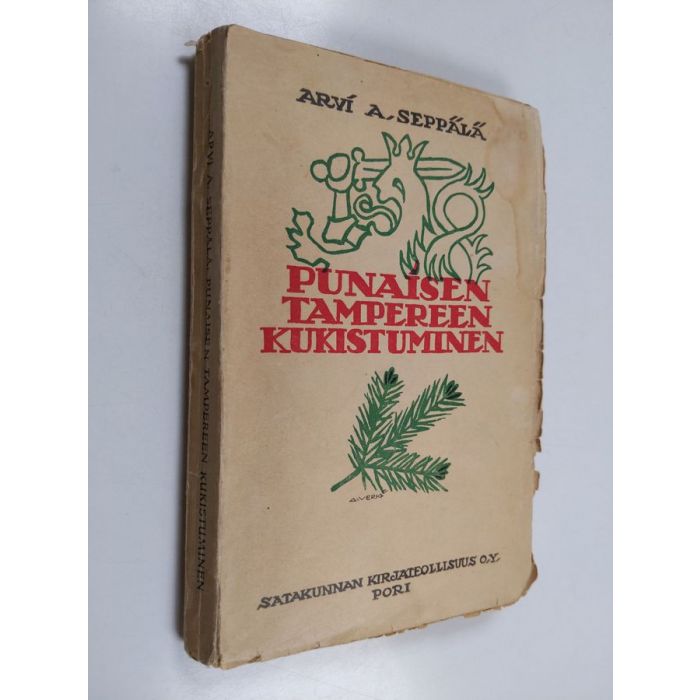 ARVI A. SEPPÄLÄ
PUNAISEN
TAMPEREEN
KUKISTUMINEN
SATAKUNNAN KIRJATEOLLISUUS O.Y.
PORI
ARVI A. SEPPÄLÄ. PUNAISEN TAMPEREEN KUKISTUMINEN